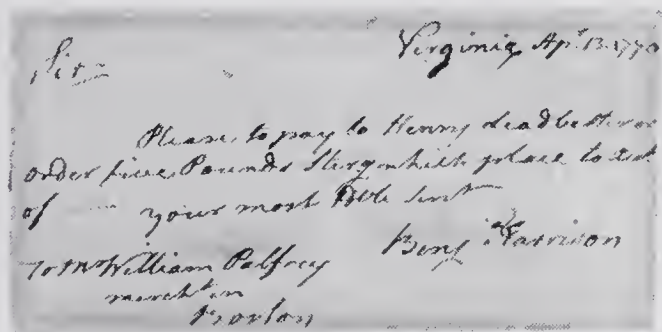 Virginia Apl. 13. 1770
Sir
Please to pay to Henry Leadbetter or
order five Pounds Sterg which place to act
of your most Hble Servt
Benj Harrison
To Mr William Palfrey
mercht in
Boston